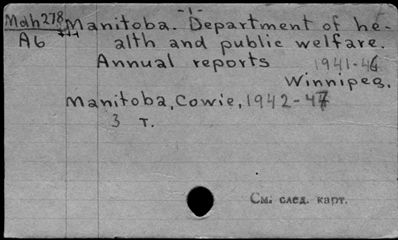 -1-
Mdh278 Manitoba. Department of he-
A6 alth and public welfare.
Annual reports 1941-46
Winnipeg.
Manitoba, Cowie, 1942-47
3 т.
См. след. карт.